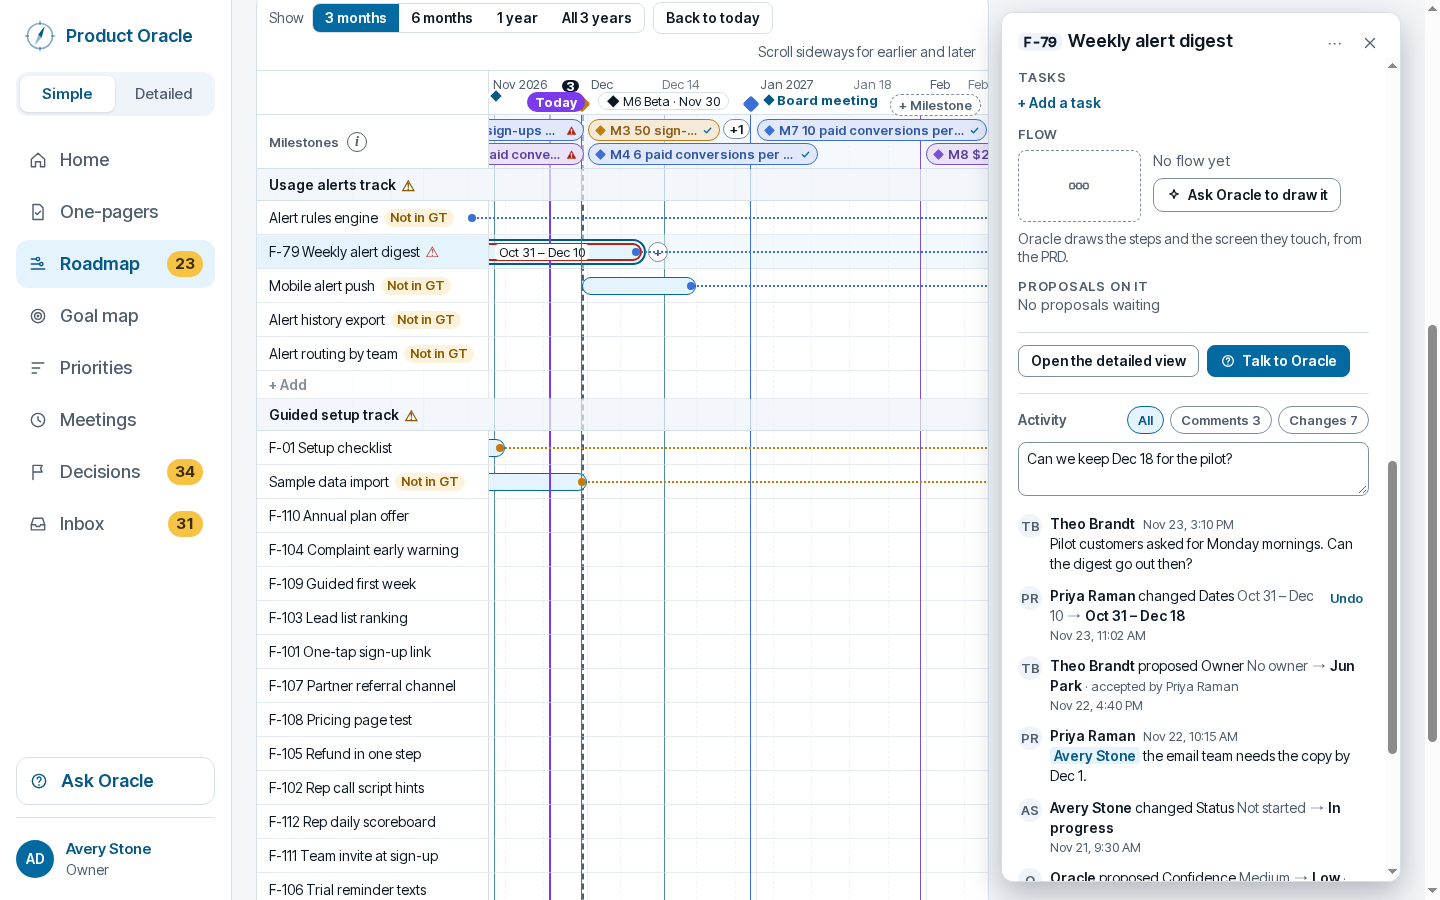 Product Oracle
Simple Detailed
Home
One-pagers
Roadmap 23
Goal map
Priorities
Meetings
Decisions 34
Inbox 31
Ask Oracle
AD Avery Stone
Owner
Show 3 months 6 months 1 year All 3 years Back to today
Scroll sideways for earlier and later
Nov 2026 3 Dec Dec 14 Jan 2027 Jan 18 Feb Feb
Today M6 Beta · Nov 30 Board meeting + Milestone
Milestones i
sign-ups ... M3 50 sign-... +1 M7 10 paid conversions per...
aid conve... M4 6 paid conversions per ... M8 $2
Usage alerts track
Alert rules engine Not in GT
F-79 Weekly alert digest Oct 31 – Dec 10
Mobile alert push Not in GT
Alert history export Not in GT
Alert routing by team Not in GT
+ Add
Guided setup track
F-01 Setup checklist
Sample data import Not in GT
F-110 Annual plan offer
F-104 Complaint early warning
F-109 Guided first week
F-103 Lead list ranking
F-101 One-tap sign-up link
F-107 Partner referral channel
F-108 Pricing page test
F-105 Refund in one step
F-102 Rep call script hints
F-112 Rep daily scoreboard
F-111 Team invite at sign-up
F-106 Trial reminder texts
F-79 Weekly alert digest ...
TASKS
+ Add a task
FLOW
No flow yet
Ask Oracle to draw it
Oracle draws the steps and the screen they touch, from
the PRD.
PROPOSALS ON IT
No proposals waiting
Open the detailed view Talk to Oracle
Activity All Comments 3 Changes 7
Can we keep Dec 18 for the pilot?
TB Theo Brandt Nov 23, 3:10 PM
Pilot customers asked for Monday mornings. Can
the digest go out then?
PR Priya Raman changed Dates Oct 31 – Dec Undo
10 → Oct 31 – Dec 18
Nov 23, 11:02 AM
TB Theo Brandt proposed Owner No owner → Jun
Park · accepted by Priya Raman
Nov 22, 4:40 PM
PR Priya Raman Nov 22, 10:15 AM
Avery Stone the email team needs the copy by
Dec 1.
AS Avery Stone changed Status Not started → In
progress
Nov 21, 9:30 AM
O Oracle proposed Confidence Medium → Low ·